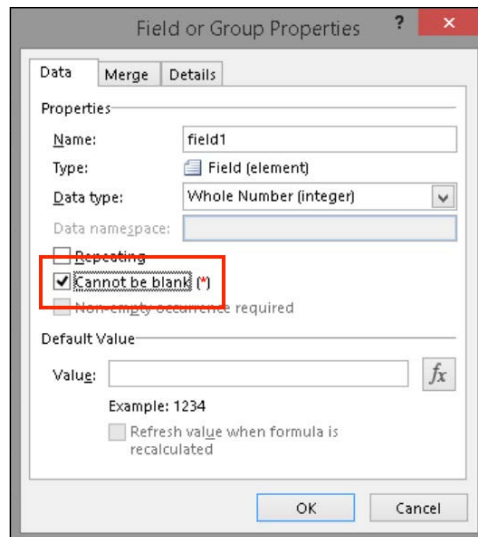 Field or Group Properties ? ×
Data Merge Details
Properties
Name: field1
Type: Field (element)
Data type: Whole Number (integer)
Data namespace:
Repeating
Cannot be blank (*)
Non-empty occurrence required
Default Value
Value: fx
Example: 1234
Refresh value when formula is
recalculated
OK Cancel